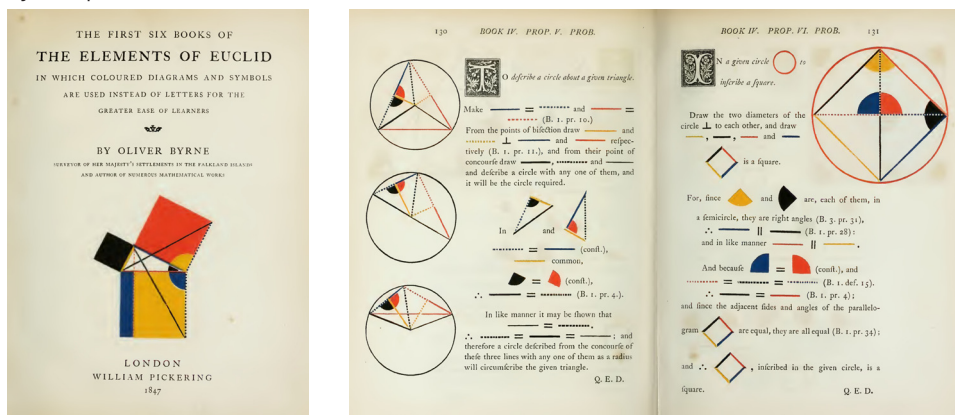 THE FIRST SIX BOOKS OF
THE ELEMENTS OF EUCLID
IN WHICH COLOURED DIAGRAMS AND SYMBOLS
ARE USED INSTEAD OF LETTERS FOR THE
GREATER EASE OF LEARNERS
BY OLIVER BYRNE
SURVEYOR OF HER MAJESTY'S SETTLEMENTS IN THE FALKLAND ISLANDS
AND AUTHOR OF NUMEROUS MATHEMATICAL WORKS
LONDON
WILLIAM PICKERING
1847
130 BOOK IV. PROP. V. PROB.
TO deſcribe a circle about a given triangle.
Make = and =
(B. 1. pr. 10.)
From the points of biſection draw and
⊥ and reſpec-
tively (B. 1. pr. 11.), and from their point of
concourſe draw , and
and deſcribe a circle with any one of them, and
it will be the circle required.
In and
= (conſt.),
common,
= (conſt.),
∴ = (B. 1. pr. 4.).
In like manner it may be ſhown that
= .
∴ = = ; and
therefore a circle deſcribed from the concourſe of
theſe three lines with any one of them as a radius
will circumſcribe the given triangle.
Q. E. D.
BOOK IV. PROP. VI. PROB. 131
IN a given circle to
inſcribe a ſquare.
Draw the two diameters of the
circle ⊥ to each other, and draw
, , and
is a ſquare.
For, ſince and are, each of them, in
a ſemicircle, they are right angles (B. 3. pr. 31),
∴ || (B. 1. pr. 28):
and in like manner || .
And becauſe = (conſt.), and
= = (B. 1. def. 15).
∴ = (B. 1. pr. 4);
and ſince the adjacent ſides and angles of the parallelo-
gram are equal, they are all equal (B. 1. pr. 34);
and ∴ , inſcribed in the given circle, is a
ſquare. Q. E. D.